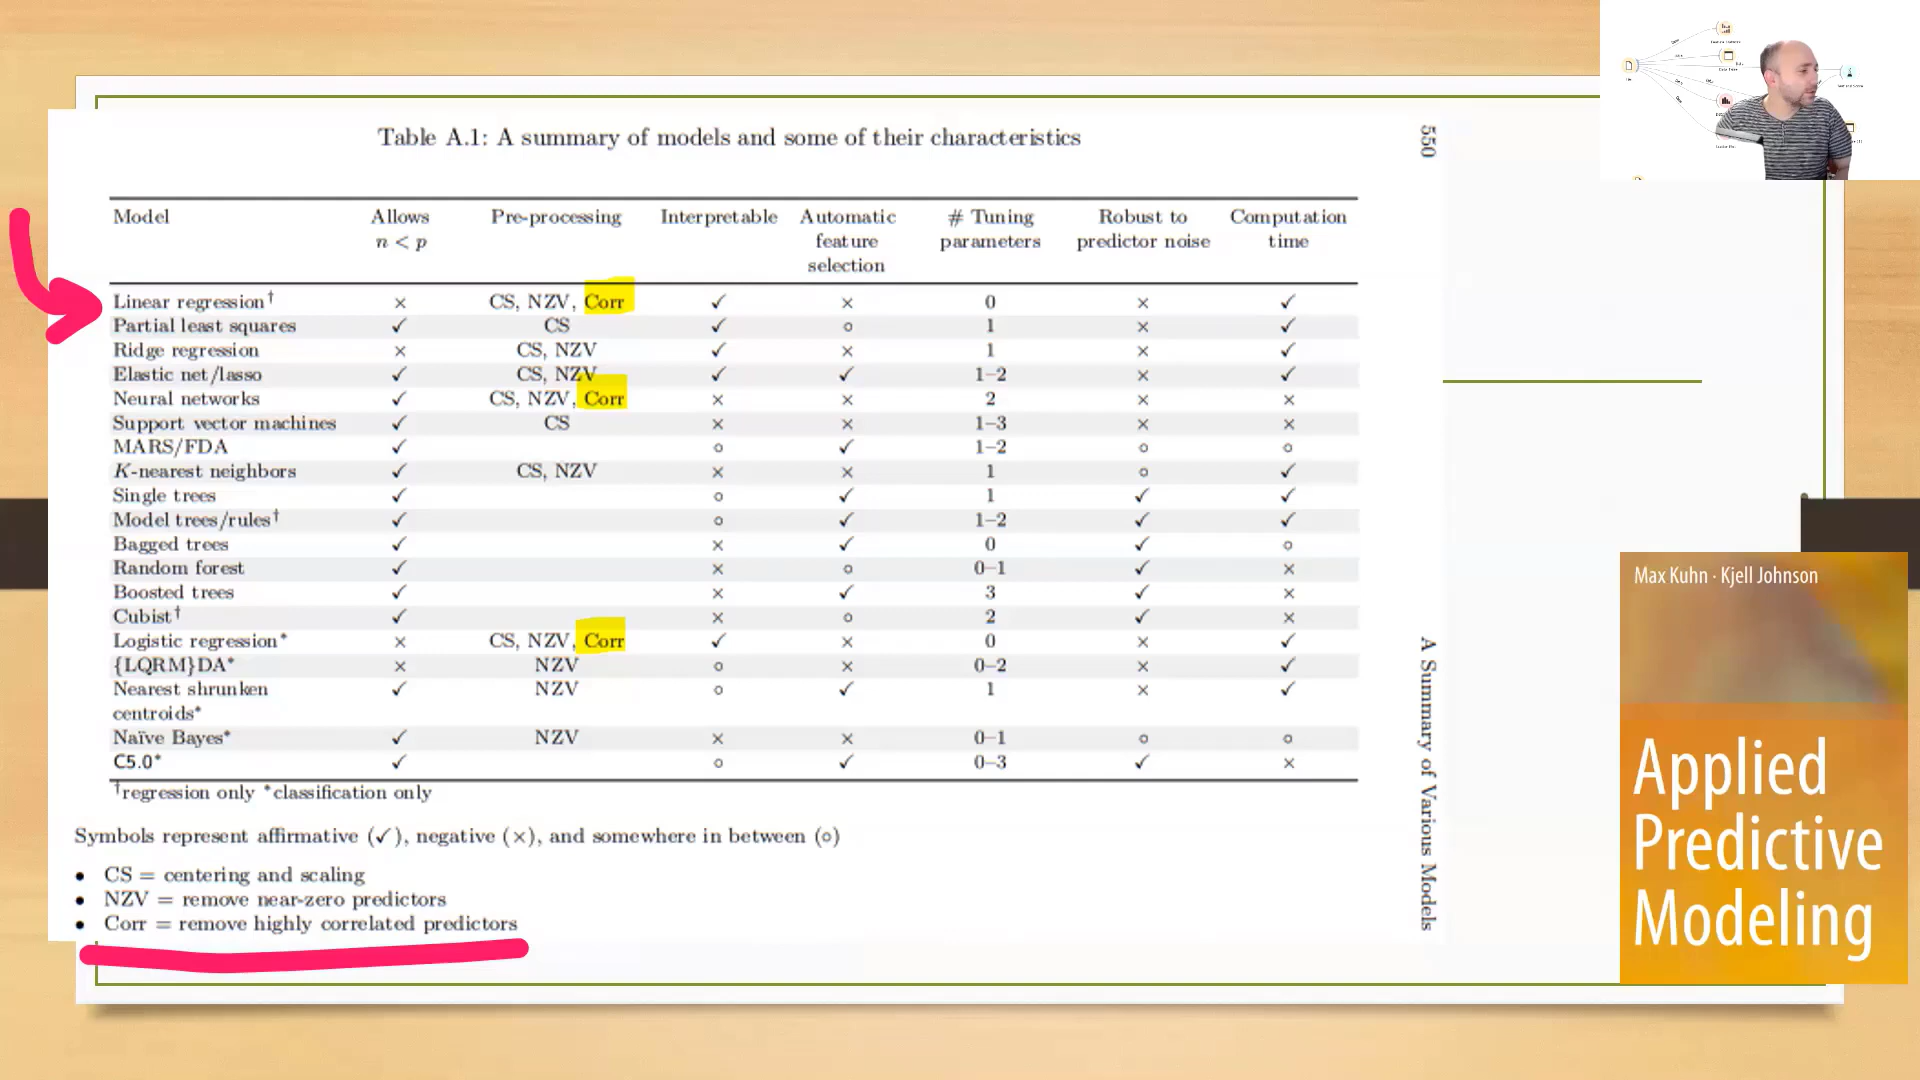 Table A.1: A summary of models and some of their characteristics
550
Model Allows n < p Pre-processing Interpretable Automatic feature selection # Tuning parameters Robust to predictor noise Computation time
Linear regression† × CS, NZV, Corr ✓ × 0 × ✓
Partial least squares ✓ CS ✓ ○ 1 × ✓
Ridge regression × CS, NZV ✓ × 1 × ✓
Elastic net/lasso ✓ CS, NZV ✓ ✓ 1–2 × ✓
Neural networks ✓ CS, NZV, Corr × × 2 × ×
Support vector machines ✓ CS × × 1–3 × ×
MARS/FDA ✓ ○ ✓ 1–2 ○ ○
K-nearest neighbors ✓ CS, NZV × × 1 ○ ✓
Single trees ✓ ○ ✓ 1 ✓ ✓
Model trees/rules† ✓ ○ ✓ 1–2 ✓ ✓
Bagged trees ✓ × ✓ 0 ✓ ○
Random forest ✓ × ○ 0–1 ✓ ×
Boosted trees ✓ × ✓ 3 ✓ ×
Cubist† ✓ × ○ 2 ✓ ×
Logistic regression* × CS, NZV, Corr ✓ × 0 × ✓
{LQRM}DA* × NZV ○ × 0–2 × ✓
Nearest shrunken ✓ NZV ○ ✓ 1 × ✓
centroids*
Naïve Bayes* ✓ NZV × × 0–1 ○ ○
C5.0* ✓ ○ ✓ 0–3 ✓ ×
†regression only *classification only
Symbols represent affirmative (✓), negative (×), and somewhere in between (○)
• CS = centering and scaling
• NZV = remove near-zero predictors
• Corr = remove highly correlated predictors
A Summary of Various Models
Max Kuhn · Kjell Johnson
Applied
Predictive
Modeling